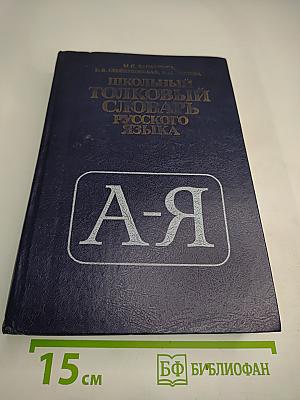 ШКОЛЬНЫЙ
ТОЛКОВЫЙ
СЛОВАРЬ
РУССКОГО
ЯЗЫКА
А-Я
15 см
БФ БИБЛИОФАН